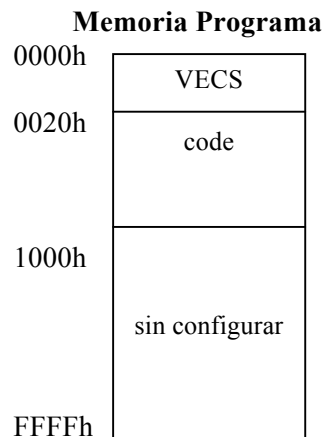 Memoria Programa
0000h
VECS
0020h
code
1000h
sin configurar
FFFFh